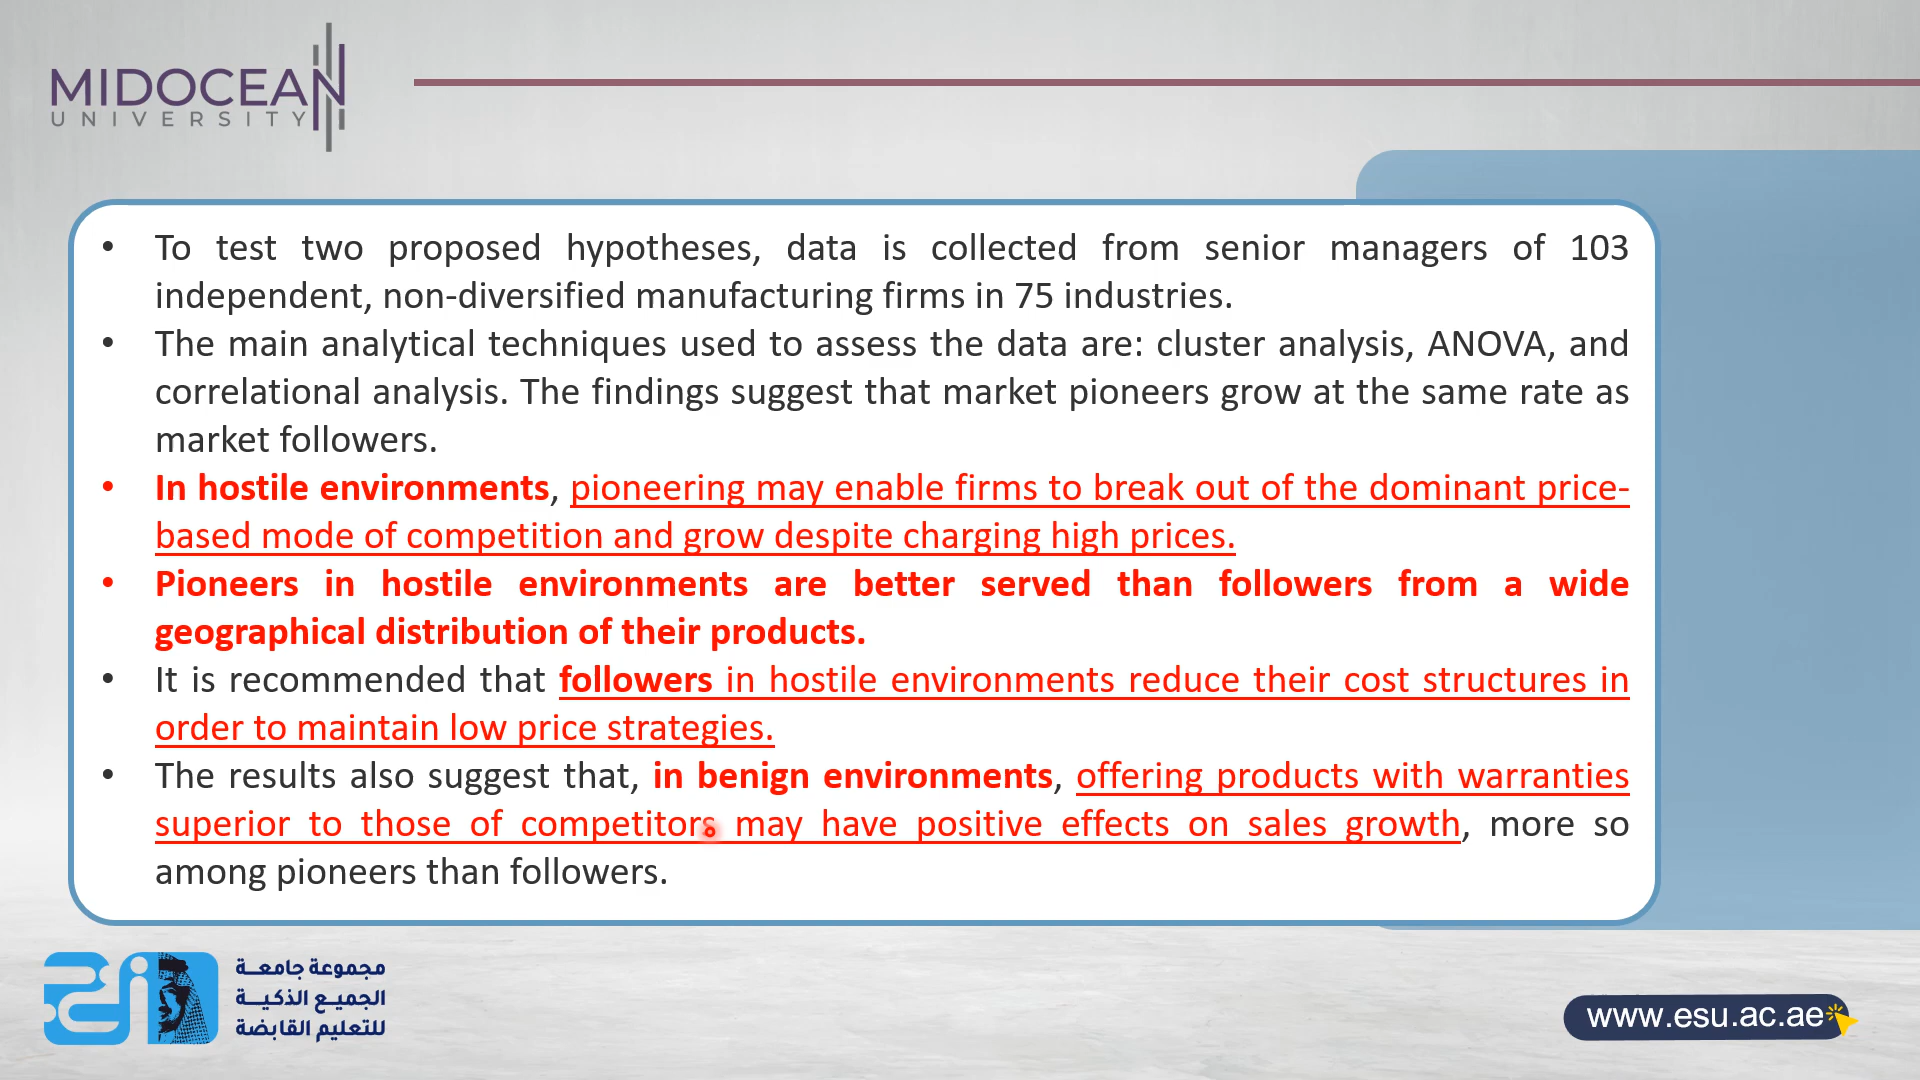 MIDOCEAN
UNIVERSITY
• To test two proposed hypotheses, data is collected from senior managers of 103
independent, non-diversified manufacturing firms in 75 industries.
• The main analytical techniques used to assess the data are: cluster analysis, ANOVA, and
correlational analysis. The findings suggest that market pioneers grow at the same rate as
market followers.
• In hostile environments, pioneering may enable firms to break out of the dominant price-
based mode of competition and grow despite charging high prices.
• Pioneers in hostile environments are better served than followers from a wide
geographical distribution of their products.
• It is recommended that followers in hostile environments reduce their cost structures in
order to maintain low price strategies.
• The results also suggest that, in benign environments, offering products with warranties
superior to those of competitors may have positive effects on sales growth, more so
among pioneers than followers.
مجموعة جامعة
الجميع الذكية
للتعليم القابضة
www.esu.ac.ae